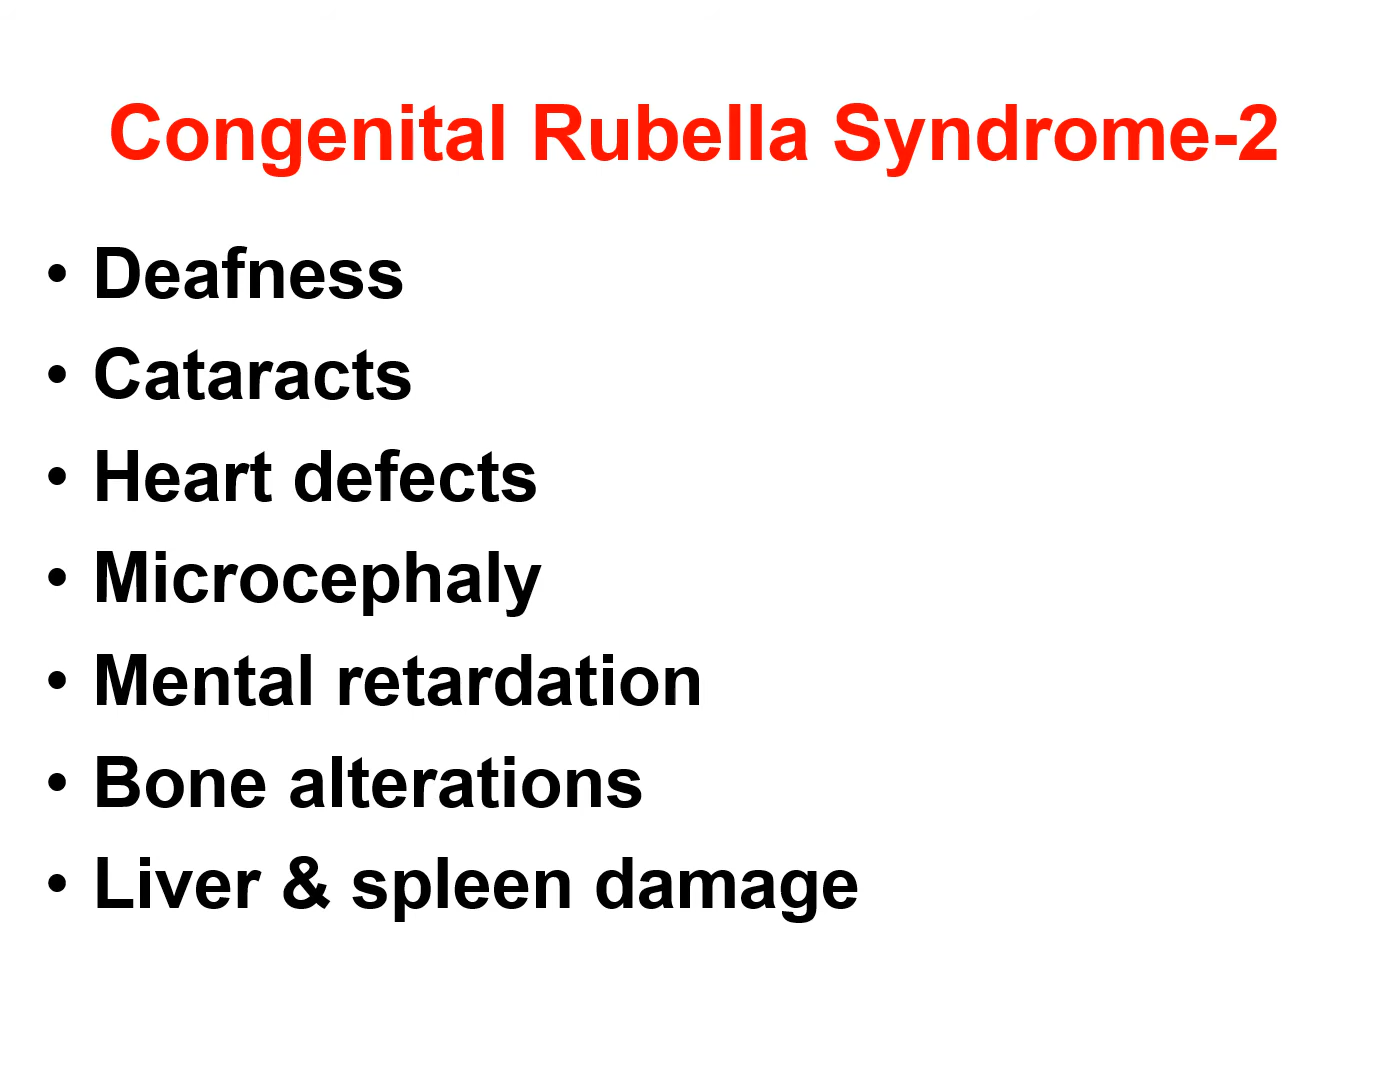 Congenital Rubella Syndrome-2
• Deafness
• Cataracts
• Heart defects
• Microcephaly
• Mental retardation
• Bone alterations
• Liver & spleen damage